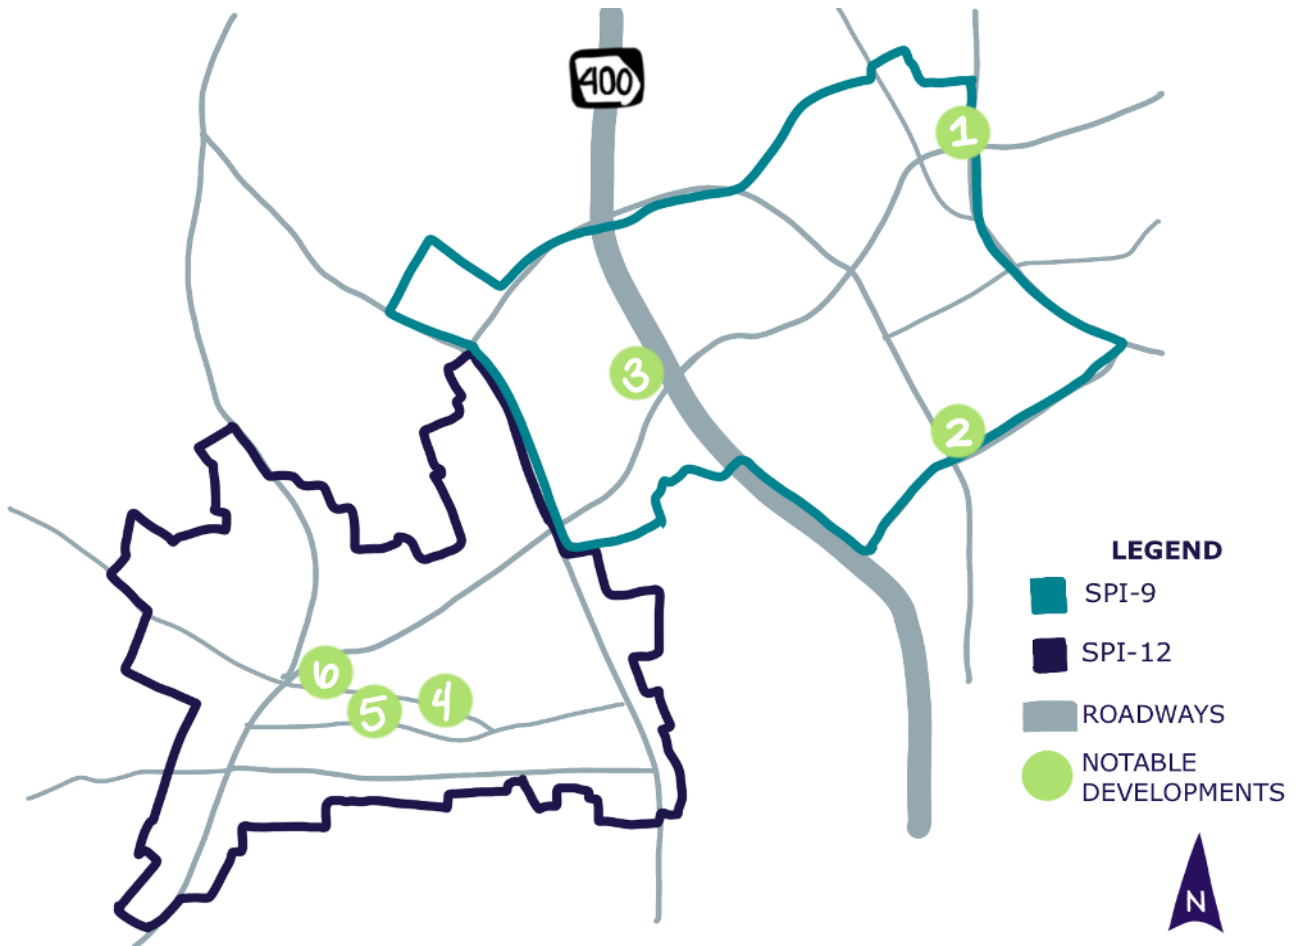 400
1
3
2
LEGEND
SPI-9
SPI-12
6
4
5
ROADWAYS
NOTABLE
DEVELOPMENTS
N